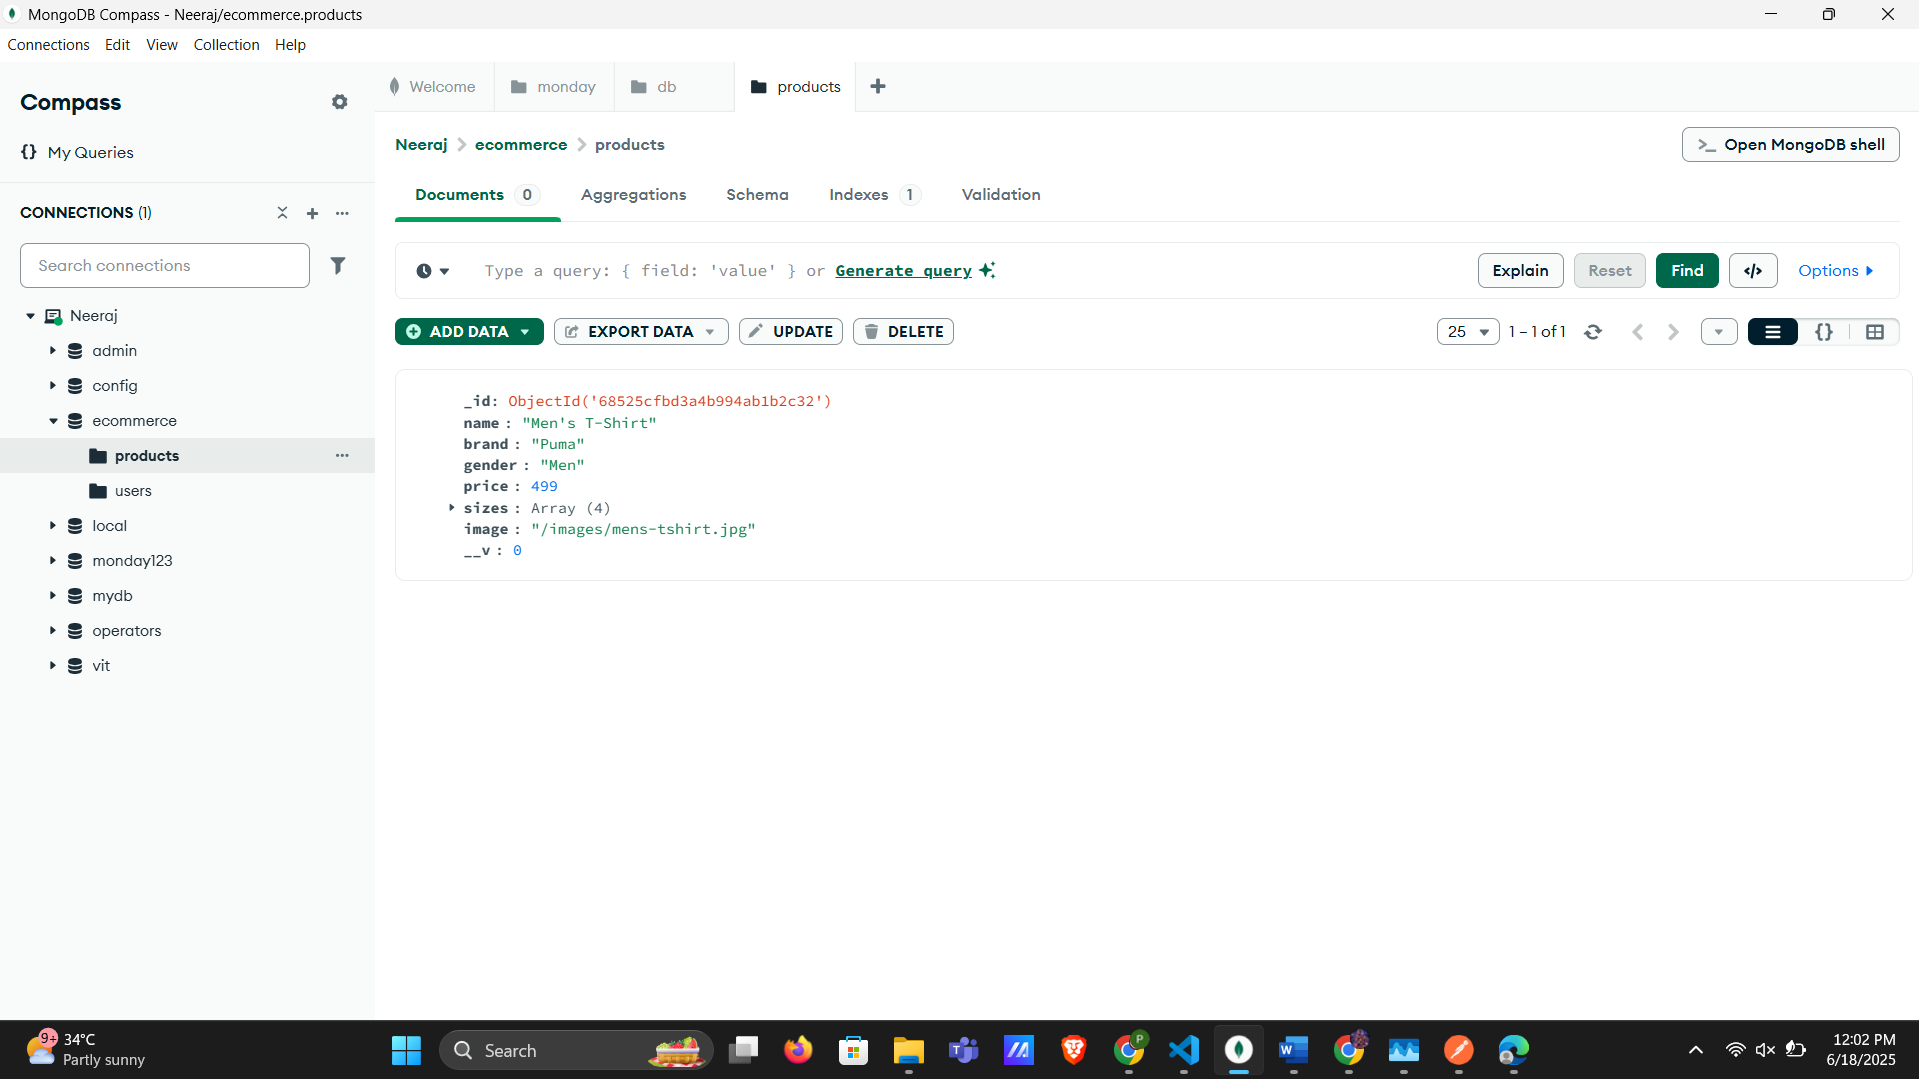 MongoDB Compass - Neeraj/ecommerce.products
Connections Edit View Collection Help
Compass
{} My Queries
CONNECTIONS (1)
Search connections
Neeraj
admin
config
ecommerce
products
users
local
monday123
mydb
operators
vit
Welcome monday db products
Neeraj > ecommerce > products
>_ Open MongoDB shell
Documents 0 Aggregations Schema Indexes 1 Validation
Type a query: { field: 'value' } or Generate query
Explain Reset Find </> Options
ADD DATA EXPORT DATA UPDATE DELETE
25 1 – 1 of 1 {}
_id: ObjectId('68525cfbd3a4b994ab1b2c32')
name : "Men's T-Shirt"
brand : "Puma"
gender : "Men"
price : 499
sizes : Array (4)
image : "/images/mens-tshirt.jpg"
__v : 0
9+ 34°C
Partly sunny
Search
P
12:02 PM
6/18/2025